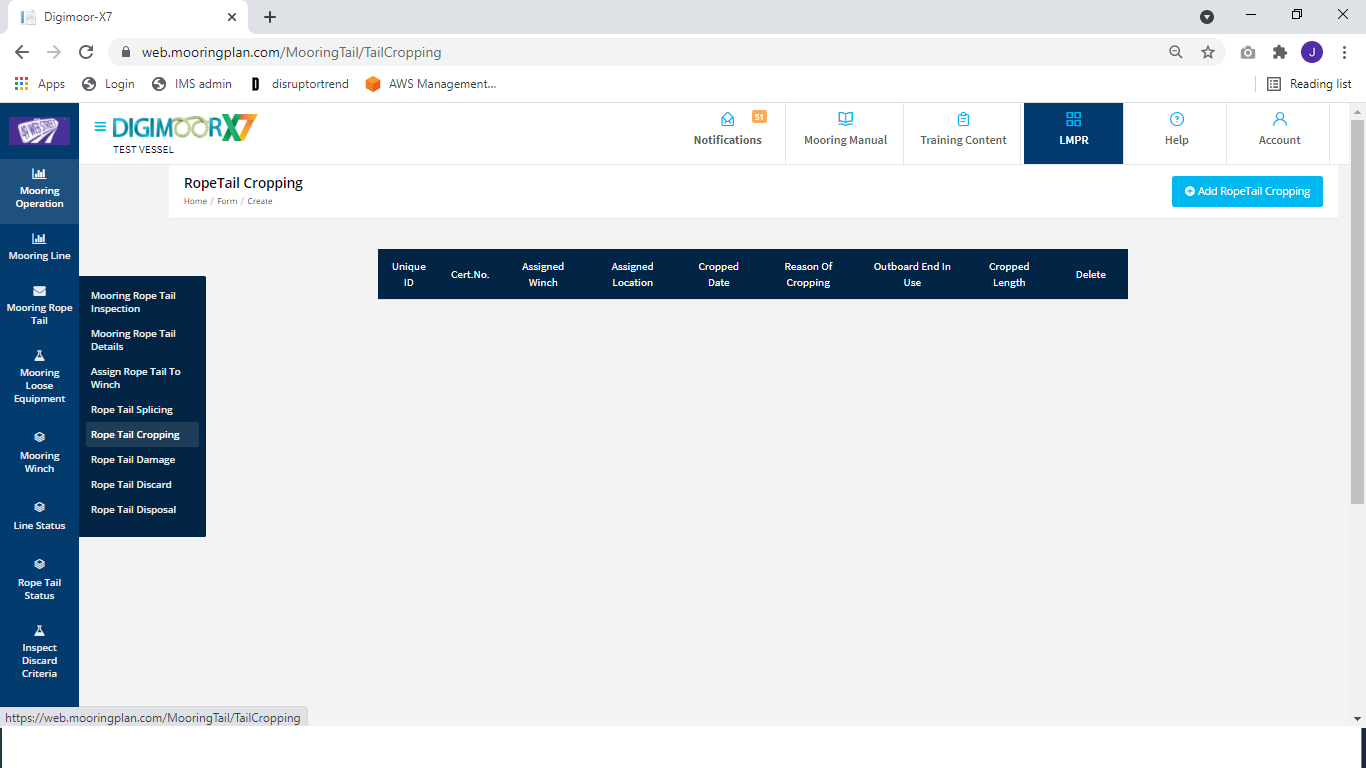 Digimoor-X7
web.mooringplan.com/MooringTail/TailCropping
J
Apps
Login
IMS admin
D
disruptortrend
AWS Management...
Reading list
DIGIMOORX7
TEST VESSEL
Notifications
51
Mooring Manual
Training Content
LMPR
Help
Account
Mooring
Operation
Mooring Line
Mooring Rope
Tail
Mooring
Loose
Equipment
Mooring
Winch
Line Status
Rope Tail
Status
Inspect
Discard
Criteria
RopeTail Cropping
Home / Form / Create
Add RopeTail Cropping
Mooring Rope Tail
Inspection
Mooring Rope Tail
Details
Assign Rope Tail To
Winch
Rope Tail Splicing
Rope Tail Cropping
Rope Tail Damage
Rope Tail Discard
Rope Tail Disposal
Unique
ID
Cert.No.
Assigned
Winch
Assigned
Location
Cropped
Date
Reason Of
Cropping
Outboard End In
Use
Cropped
Length
Delete
https://web.mooringplan.com/MooringTail/TailCropping